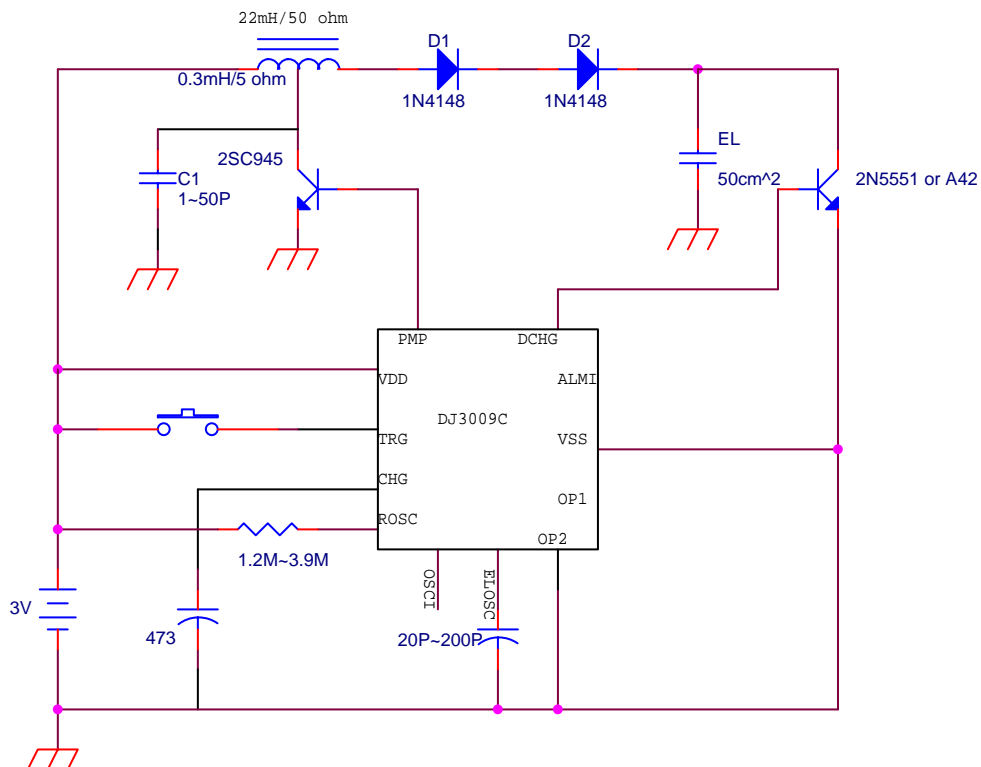 22mH/50 ohm
D1
D2
0.3mH/5 ohm
1N4148
1N4148
2SC945
EL
C1
1~50P
50cm^2
2N5551 or A42
PMP
DCHG
VDD
ALMI
DJ3009C
TRG
VSS
CHG
OP1
ROSC
OP2
1.2M~3.9M
OSCI
ELOSC
3V
473
20P~200P